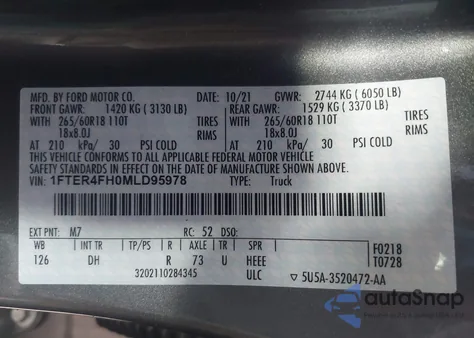 MFD. BY FORD MOTOR CO. 10/21 GVWR: 2744 KG ( 6050 LB)
FRONT GAWR: 1420 KG ( 3130 LB) REAR GAWR: 1529 KG ( 3370 LB)
WITH 265/60R18 110T TIRES WITH 265/60R18 110T TIRES
18x8.0J RIMS 18x8.0J RIMS
AT 210 kPa/ 30 PSI COLD AT 210 kPa/ 30 PSI COLD
THIS VEHICLE CONFORMS TO ALL APPLICABLE FEDERAL MOTOR VEHICLE
SAFETY STANDARDS IN EFFECT ON THE DATE OF MANUFACTURE SHOWN ABOVE.
VIN: 1FTER4FH0MLD95978 TYPE: Truck
EXT PNT: M7 RC: 52 DSO:
WB INT TR TP/PS R AXLE TR SPR F0218
126 DH R 73 U HEEE T0728
3202110284345 ULC 5U5A-3520472-AA
autoSnap